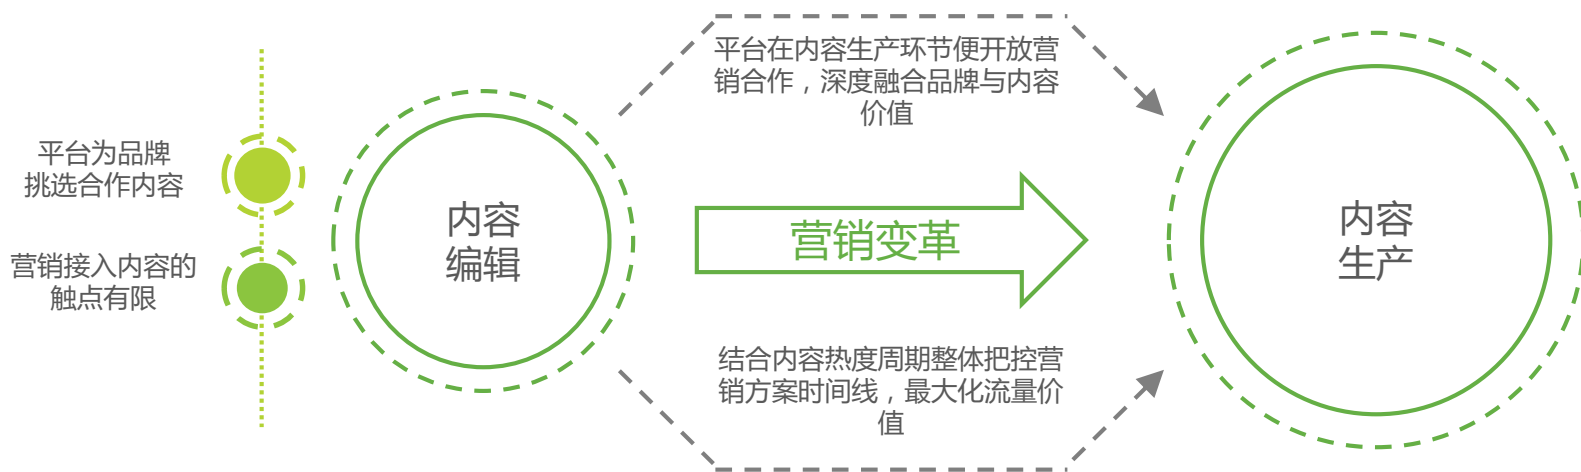 平台为品牌
挑选合作内容
营销接入内容的
触点有限
内容
编辑
平台在内容生产环节便开放营
销合作，深度融合品牌与内容
价值
营销变革
结合内容热度周期整体把控营
销方案时间线，最大化流量价
值
内容
生产